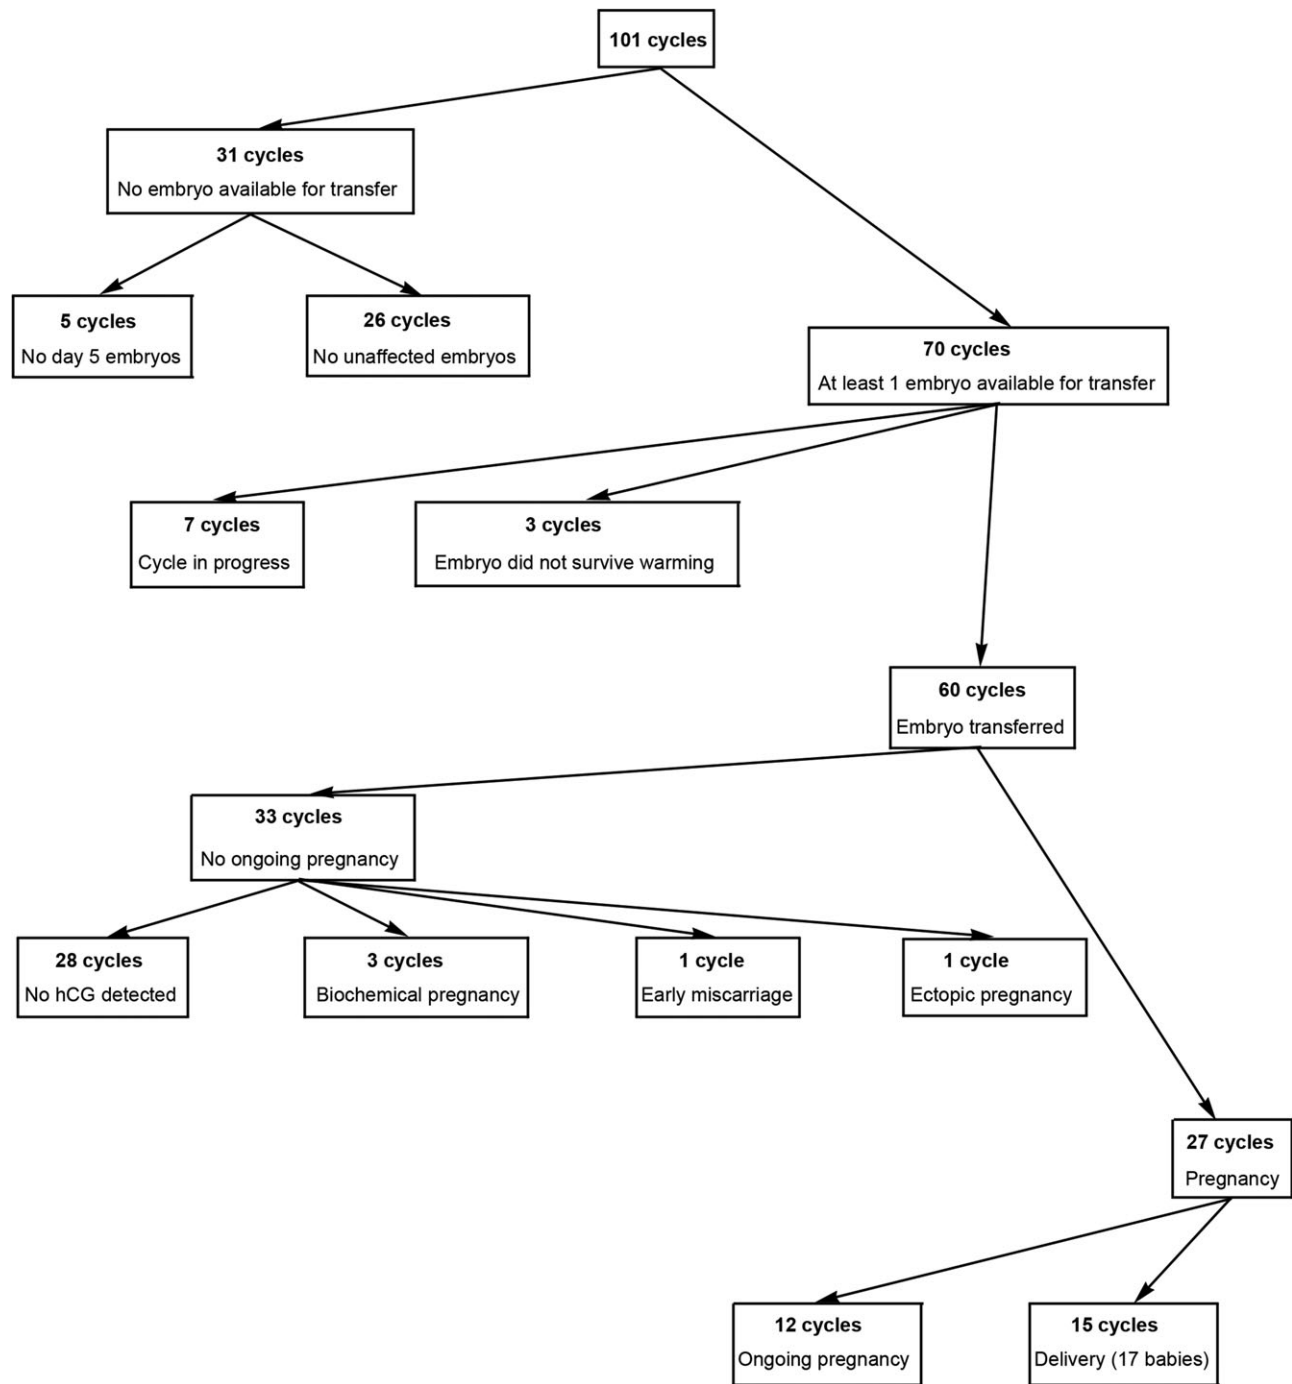 101 cycles
31 cycles
No embryo available for transfer
5 cycles
No day 5 embryos
26 cycles
No unaffected embryos
70 cycles
At least 1 embryo available for transfer
7 cycles
Cycle in progress
3 cycles
Embryo did not survive warming
60 cycles
Embryo transferred
33 cycles
No ongoing pregnancy
28 cycles
No hCG detected
3 cycles
Biochemical pregnancy
1 cycle
Early miscarriage
1 cycle
Ectopic pregnancy
27 cycles
Pregnancy
12 cycles
Ongoing pregnancy
15 cycles
Delivery (17 babies)